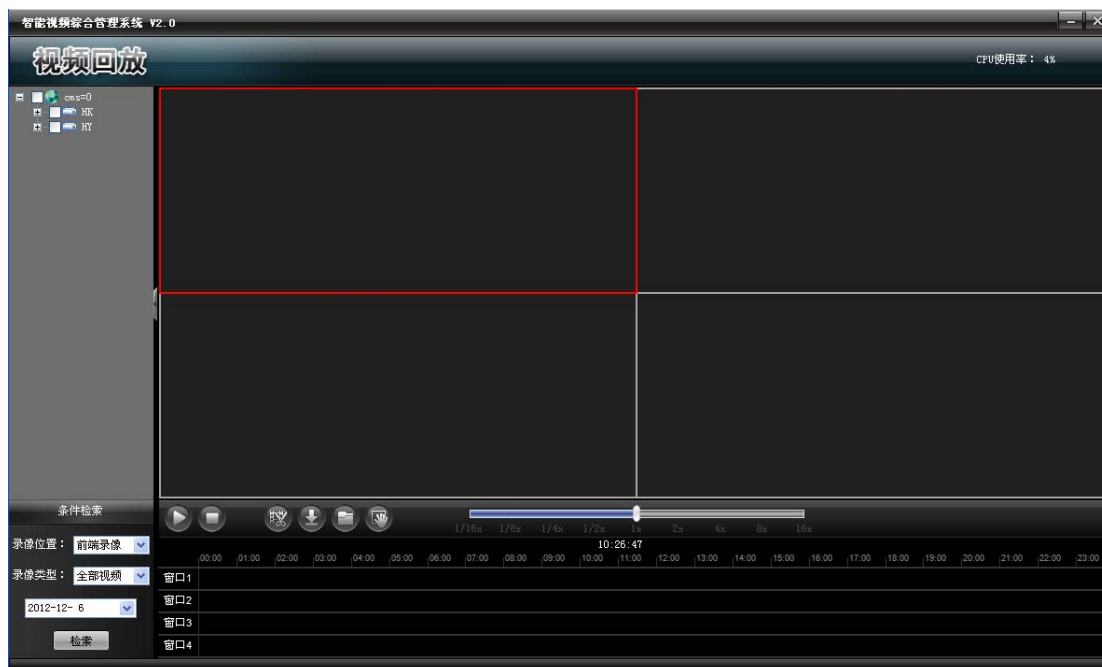 智能视频综合管理系统 V2.0
视频回放
CPU使用率： 4%
cms=0
HK
HY
条件检索
录像位置： 前端录像
录像类型： 全部视频
2012-12- 6
检索
1/16x 1/8x 1/4x 1/2x 1x 2x 4x 8x 16x
10:26:47
00:00 01:00 02:00 03:00 04:00 05:00 06:00 07:00 08:00 09:00 10:00 11:00 12:00 13:00 14:00 15:00 16:00 17:00 18:00 19:00 20:00 21:00 22:00 23:00
窗口1
窗口2
窗口3
窗口4